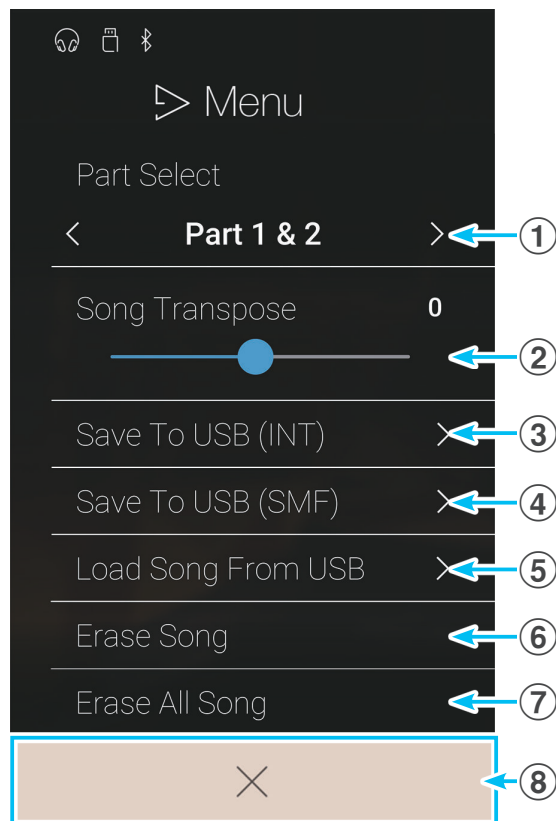 Menu
Part Select
Part 1 & 2 1
Song Transpose 0
2
Save To USB (INT) 3
Save To USB (SMF) 4
Load Song From USB 5
Erase Song 6
Erase All Song 7
8